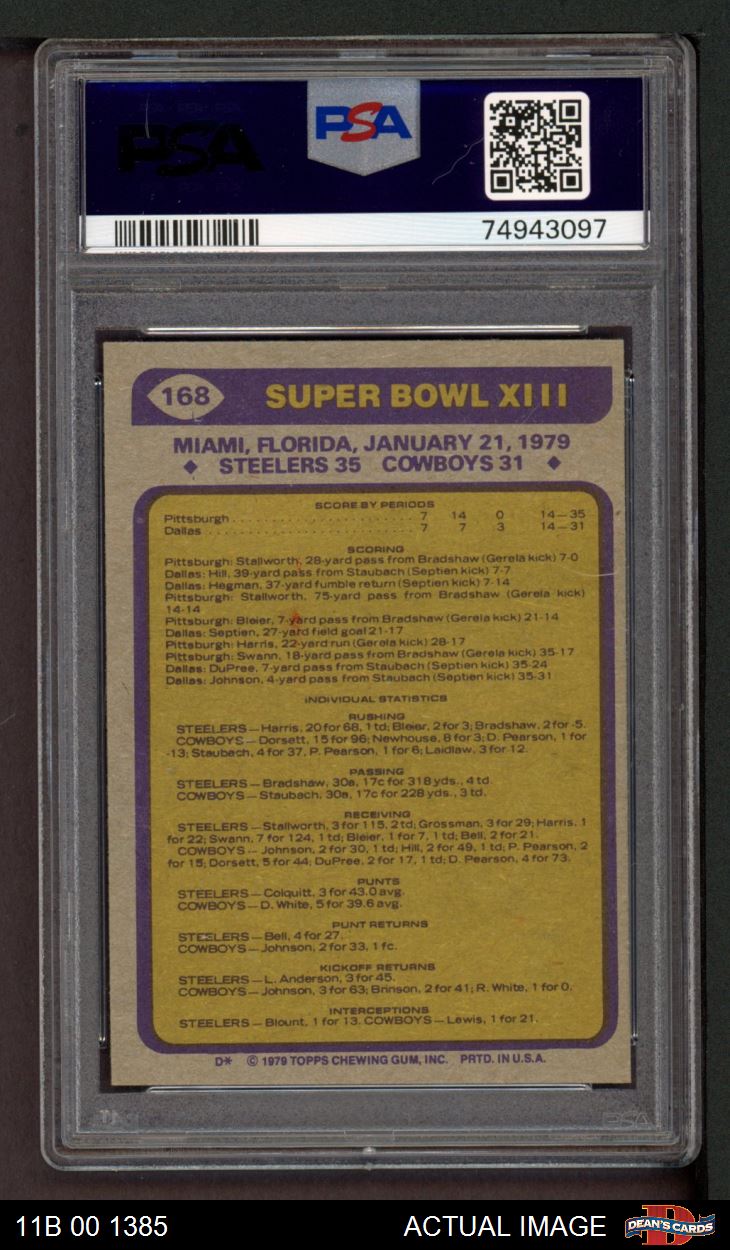 PSA
PSA
74943097
168 SUPER BOWL XIII
MIAMI, FLORIDA, JANUARY 21, 1979
◆ STEELERS 35 COWBOYS 31 ◆
SCORE BY PERIODS
Pittsburgh . . . . . . . . . . . . . . . . . . . . 7 14 0 14—35
Dallas . . . . . . . . . . . . . . . . . . . . . . . 7 7 3 14—31
SCORING
Pittsburgh: Stallworth, 28-yard pass from Bradshaw (Gerela kick) 7-0
Dallas: Hill, 39-yard pass from Staubach (Septien kick) 7-7
Dallas: Hegman, 37-yard fumble return (Septien kick) 7-14
Pittsburgh: Stallworth, 75-yard pass from Bradshaw (Gerela kick)
14-14
Pittsburgh: Bleier, 7-yard pass from Bradshaw (Gerela kick) 21-14
Dallas: Septien, 27-yard field goal 21-17
Pittsburgh: Harris, 22-yard run (Gerela kick) 28-17
Pittsburgh: Swann, 18-yard pass from Bradshaw (Gerela kick) 35-17
Dallas: DuPree, 7-yard pass from Staubach (Septien kick) 35-24
Dallas: Johnson, 4-yard pass from Staubach (Septien kick) 35-31
INDIVIDUAL STATISTICS
RUSHING
STEELERS—Harris, 20 for 68, 1 td; Bleier, 2 for 3; Bradshaw, 2 for -5.
COWBOYS—Dorsett, 15 for 96; Newhouse, 8 for 3; D. Pearson, 1 for
-13; Staubach, 4 for 37, P. Pearson, 1 for 6; Laidlaw, 3 for 12.
PASSING
STEELERS—Bradshaw, 30a, 17c for 318 yds., 4 td.
COWBOYS—Staubach, 30a, 17c for 228 yds., 3 td.
RECEIVING
STEELERS—Stallworth, 3 for 115, 2 td; Grossman, 3 for 29; Harris, 1
for 22; Swann, 7 for 124, 1 td; Bleier, 1 for 7, 1 td; Bell, 2 for 21.
COWBOYS—Johnson, 2 for 30, 1 td; Hill, 2 for 49, 1 td; P. Pearson, 2
for 15; Dorsett, 5 for 44; DuPree, 2 for 17, 1 td; D. Pearson, 4 for 73.
PUNTS
STEELERS—Colquitt, 3 for 43.0 avg.
COWBOYS—D. White, 5 for 39.6 avg.
PUNT RETURNS
STEELERS—Bell, 4 for 27.
COWBOYS—Johnson, 2 for 33, 1 fc.
KICKOFF RETURNS
STEELERS—L. Anderson, 3 for 45.
COWBOYS—Johnson, 3 for 63; Brinson, 2 for 41; R. White, 1 for 0.
INTERCEPTIONS
STEELERS—Blount, 1 for 13. COWBOYS—Lewis, 1 for 21.
D* © 1979 TOPPS CHEWING GUM, INC. PRTD. IN U.S.A.
PSA
11B 00 1385 ACTUAL IMAGE DEAN'S CARDS